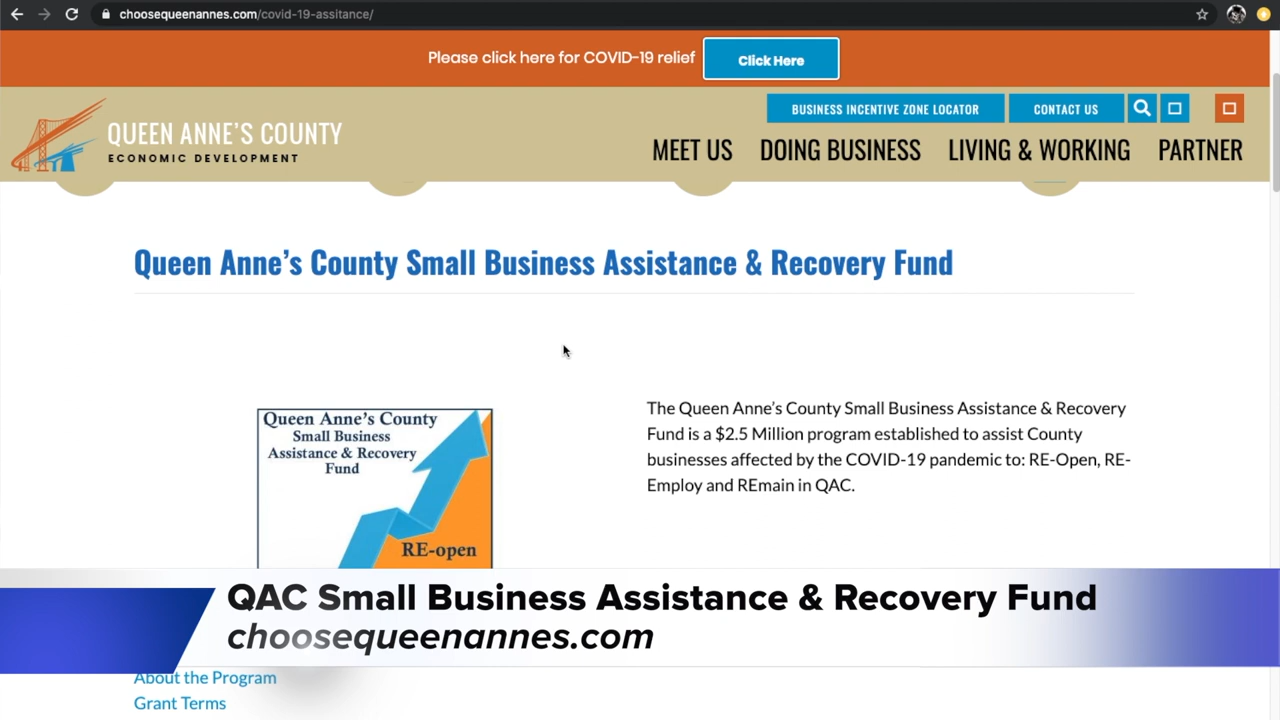 choosequeenannes.com/covid-19-assitance/
Please click here for COVID-19 relief
Click Here
BUSINESS INCENTIVE ZONE LOCATOR
CONTACT US
QUEEN ANNE'S COUNTY
ECONOMIC DEVELOPMENT
MEET US
DOING BUSINESS
LIVING & WORKING
PARTNER
Queen Anne's County Small Business Assistance & Recovery Fund
Queen Anne's County
Small Business
Assistance & Recovery
Fund
RE-open
The Queen Anne's County Small Business Assistance & Recovery
Fund is a $2.5 Million program established to assist County
businesses affected by the COVID-19 pandemic to: RE-Open, RE-
Employ and REmain in QAC.
QAC Small Business Assistance & Recovery Fund
choosequeenannes.com
About the Program
Grant Terms